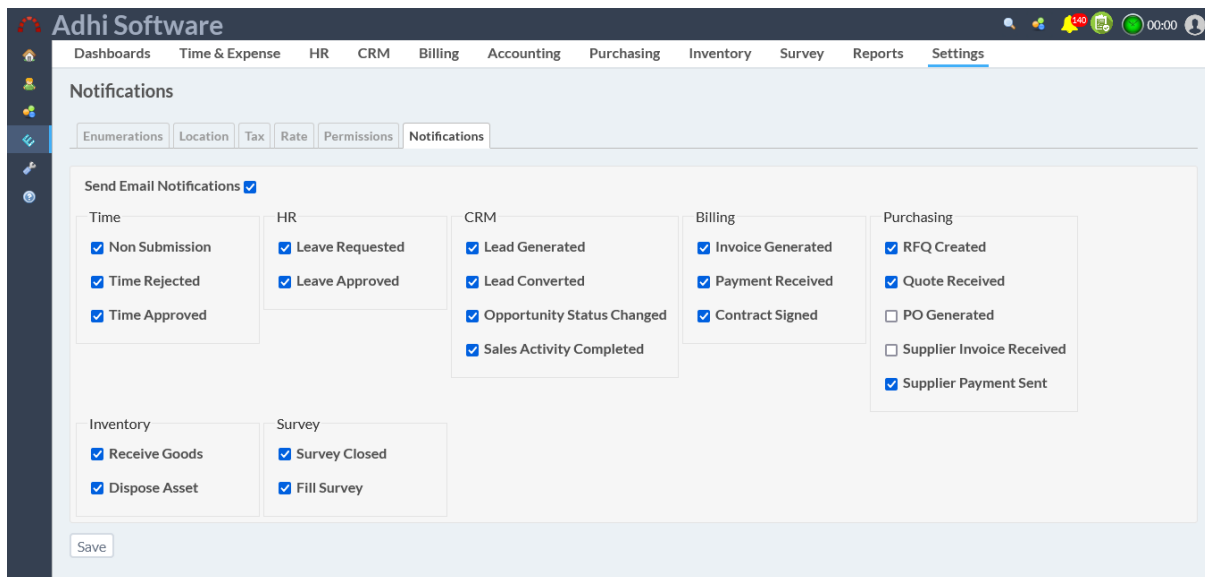 Adhi Software
140
00:00
Dashboards Time & Expense HR CRM Billing Accounting Purchasing Inventory Survey Reports Settings
Notifications
Enumerations Location Tax Rate Permissions Notifications
Send Email Notifications
Time HR CRM Billing Purchasing
Non Submission Leave Requested Lead Generated Invoice Generated RFQ Created
Time Rejected Leave Approved Lead Converted Payment Received Quote Received
Time Approved Opportunity Status Changed Contract Signed PO Generated
Sales Activity Completed Supplier Invoice Received
Supplier Payment Sent
Inventory Survey
Receive Goods Survey Closed
Dispose Asset Fill Survey
Save